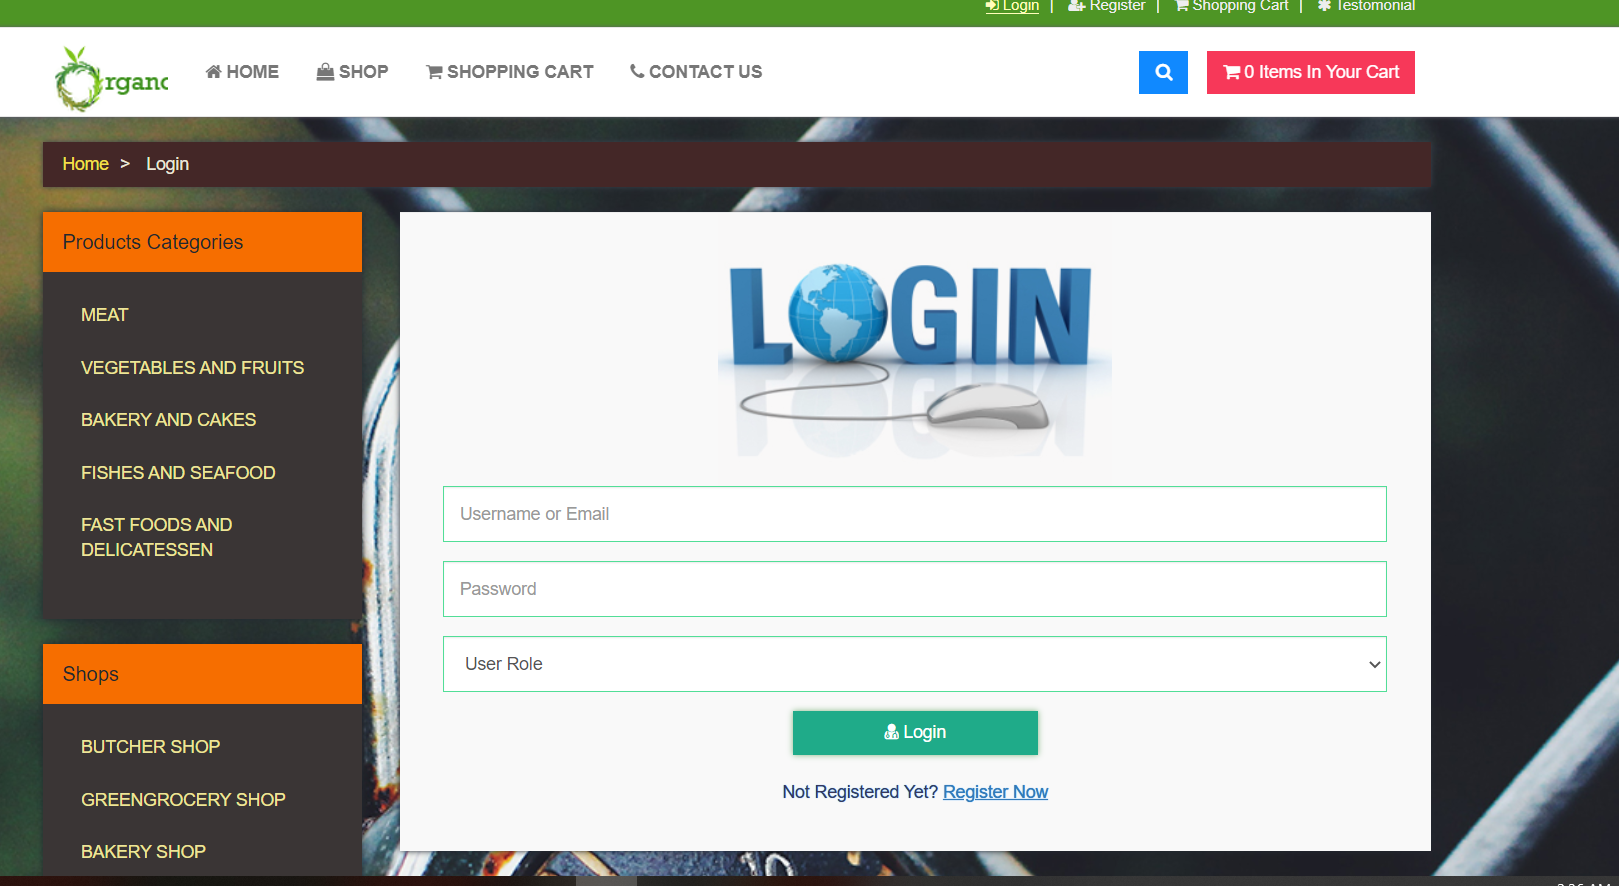 Login | Register | Shopping Cart | Testomonial
rganc
HOME SHOP SHOPPING CART CONTACT US
0 Items In Your Cart
Home > Login
Products Categories
MEAT
VEGETABLES AND FRUITS
BAKERY AND CAKES
FISHES AND SEAFOOD
FAST FOODS AND
DELICATESSEN
Shops
BUTCHER SHOP
GREENGROCERY SHOP
BAKERY SHOP
LOGIN
Username or Email
Password
User Role
Login
Not Registered Yet? Register Now